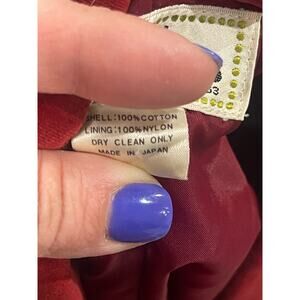 SHELL:100%COTTON
LINING:100%NYLON
DRY CLEAN ONLY
MADE IN JAPAN